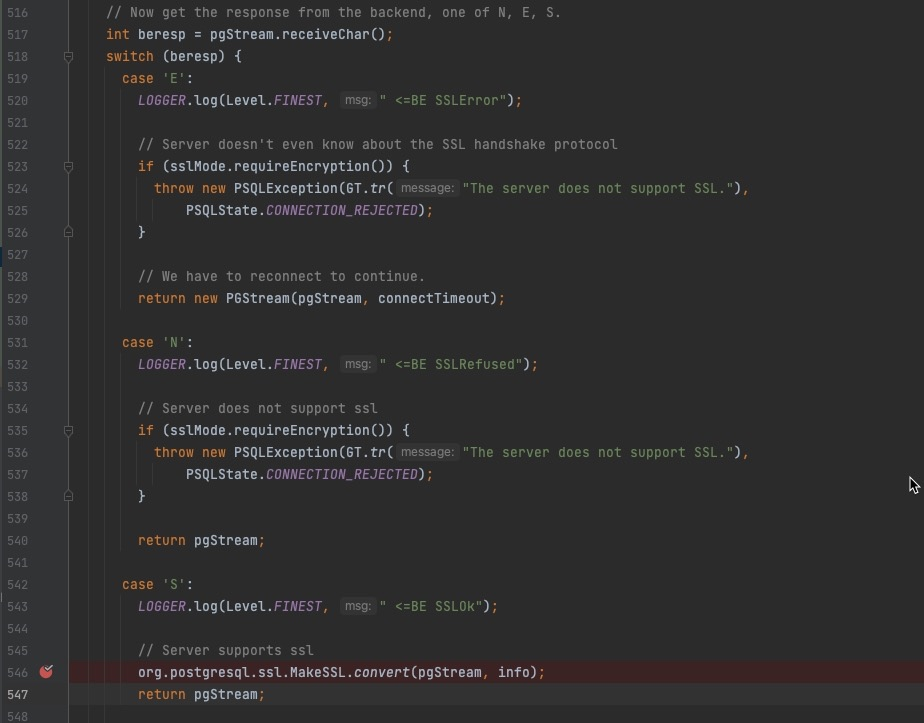 516 // Now get the response from the backend, one of N, E, S.
517 int beresp = pgStream.receiveChar();
518 switch (beresp) {
519 case 'E':
520 LOGGER.log(Level.FINEST, msg: " <=BE SSLError");
521
522 // Server doesn't even know about the SSL handshake protocol
523 if (sslMode.requireEncryption()) {
524 throw new PSQLException(GT.tr( message: "The server does not support SSL."),
525 PSQLState.CONNECTION_REJECTED);
526 }
527
528 // We have to reconnect to continue.
529 return new PGStream(pgStream, connectTimeout);
530
531 case 'N':
532 LOGGER.log(Level.FINEST, msg: " <=BE SSLRefused");
533
534 // Server does not support ssl
535 if (sslMode.requireEncryption()) {
536 throw new PSQLException(GT.tr( message: "The server does not support SSL."),
537 PSQLState.CONNECTION_REJECTED);
538 }
539
540 return pgStream;
541
542 case 'S':
543 LOGGER.log(Level.FINEST, msg: " <=BE SSLOk");
544
545 // Server supports ssl
546 org.postgresql.ssl.MakeSSL.convert(pgStream, info);
547 return pgStream;
548